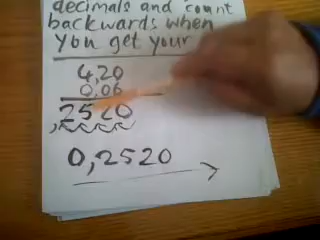 decimals and count
backwards when
you get your
4,20
0,06
2520
,
0,2520